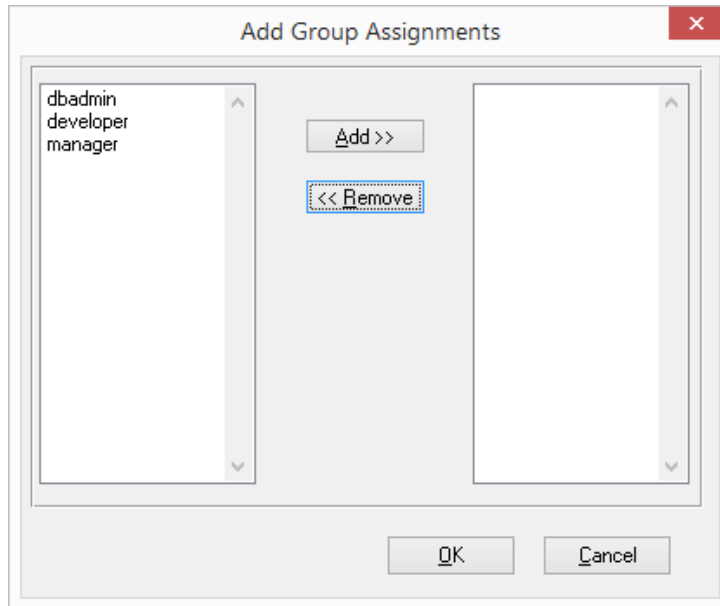 Add Group Assignments
dbadmin
developer
manager
Add >>
<< Remove
OK
Cancel